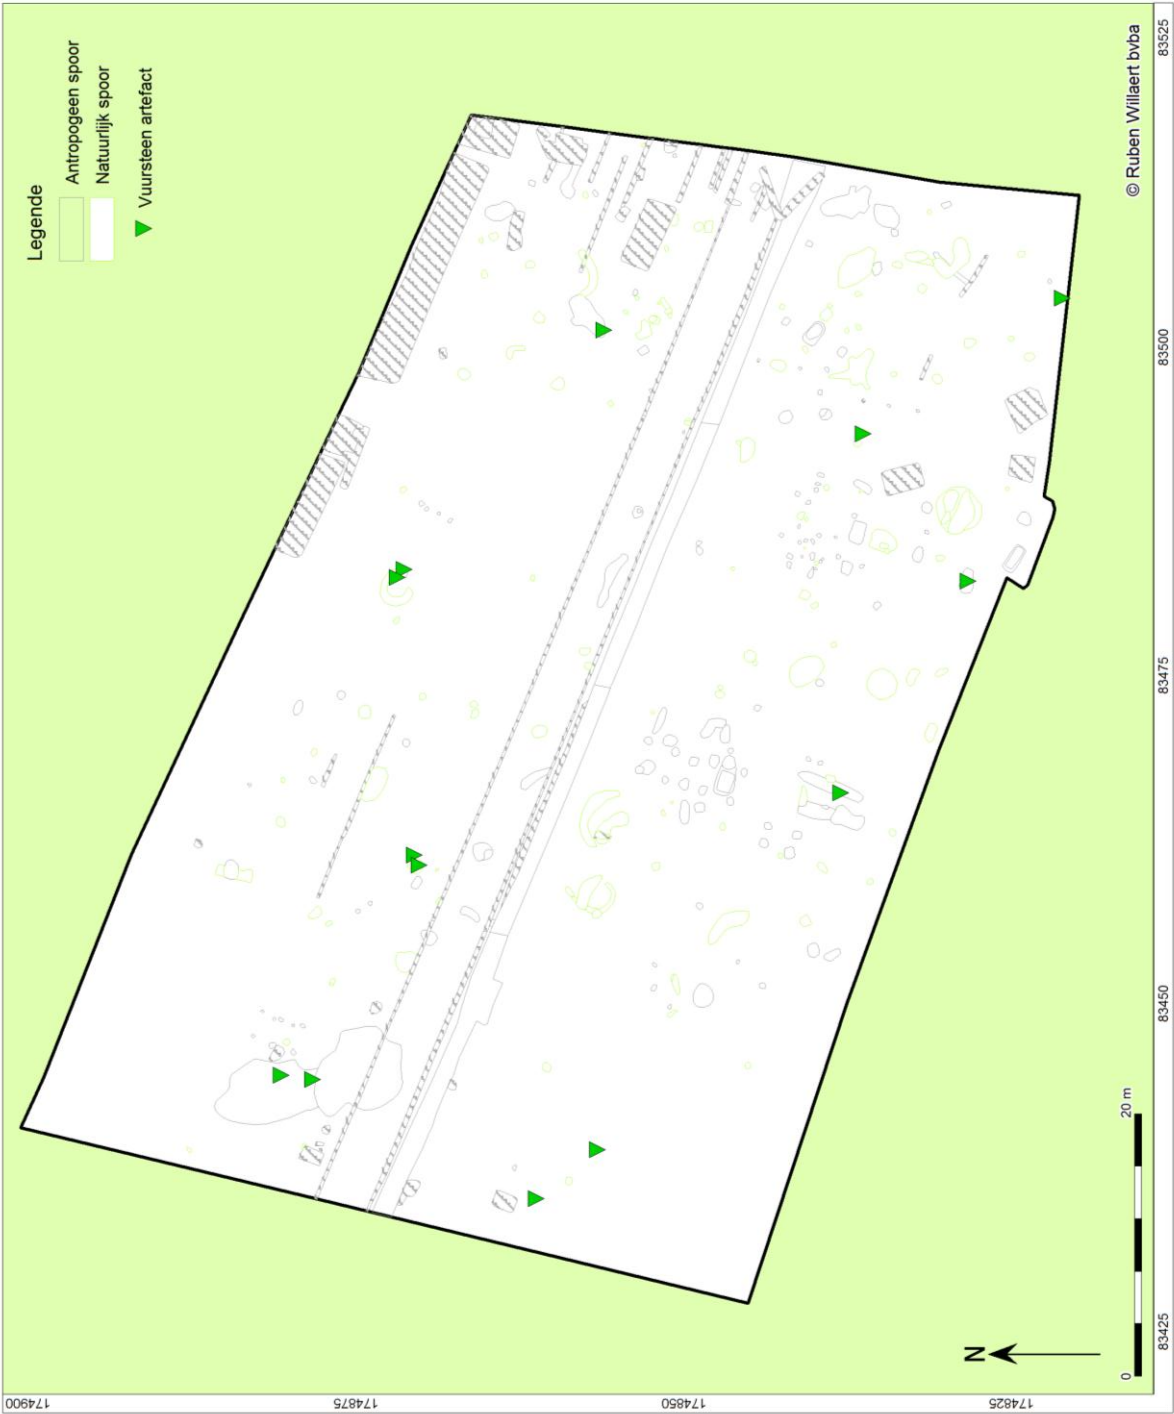 Legende
Antropogeen spoor
Natuurlijk spoor
Vuursteen artefact
© Ruben Willaert bvba
N
0
20 m
83425
83450
83475
83500
83525
174900
174875
174850
174825